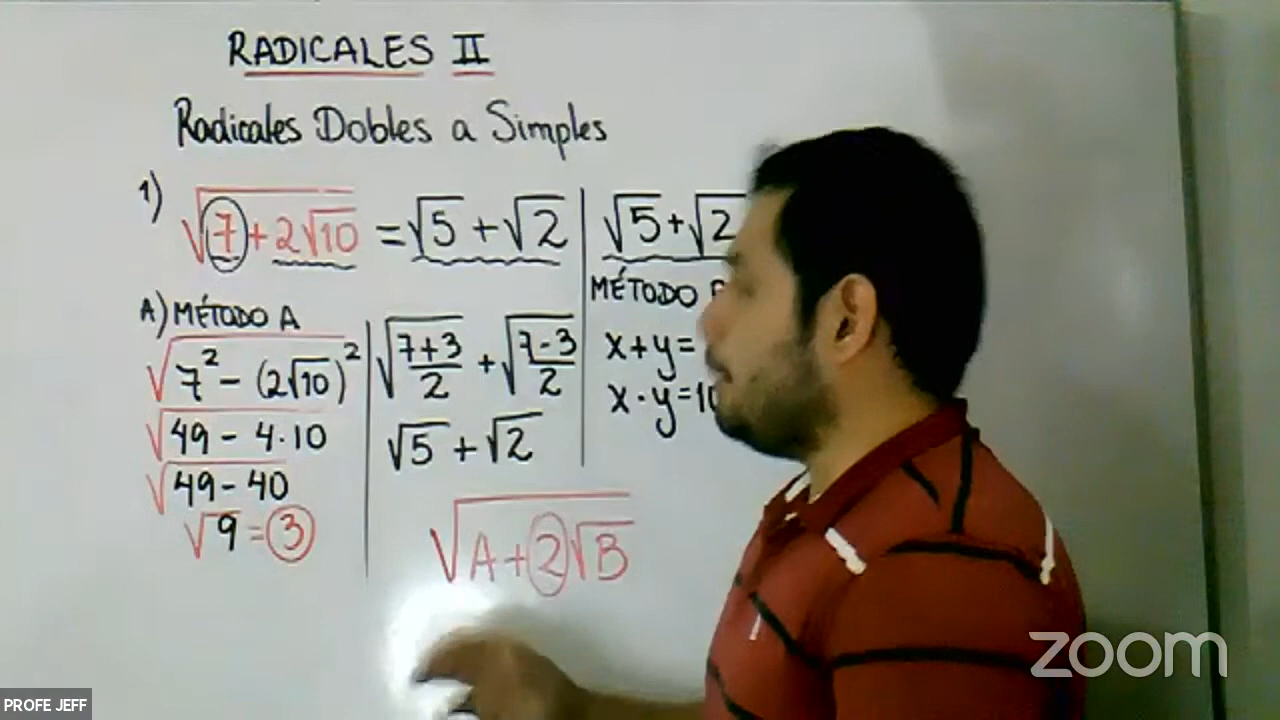 RADICALES II
Radicales Dobles a Simples
1) √(7+2√10) = √5 + √2
√5+√2
A) MÉTODO A
√(7² - (2√10)²)
√(49 - 4·10)
√(49 - 40)
√9 = 3
√((7+3)/2) + √((7-3)/2)
√5 + √2
MÉTODO
x+y=
x·y=10
√(A+2√B)
zoom
PROFE JEFF